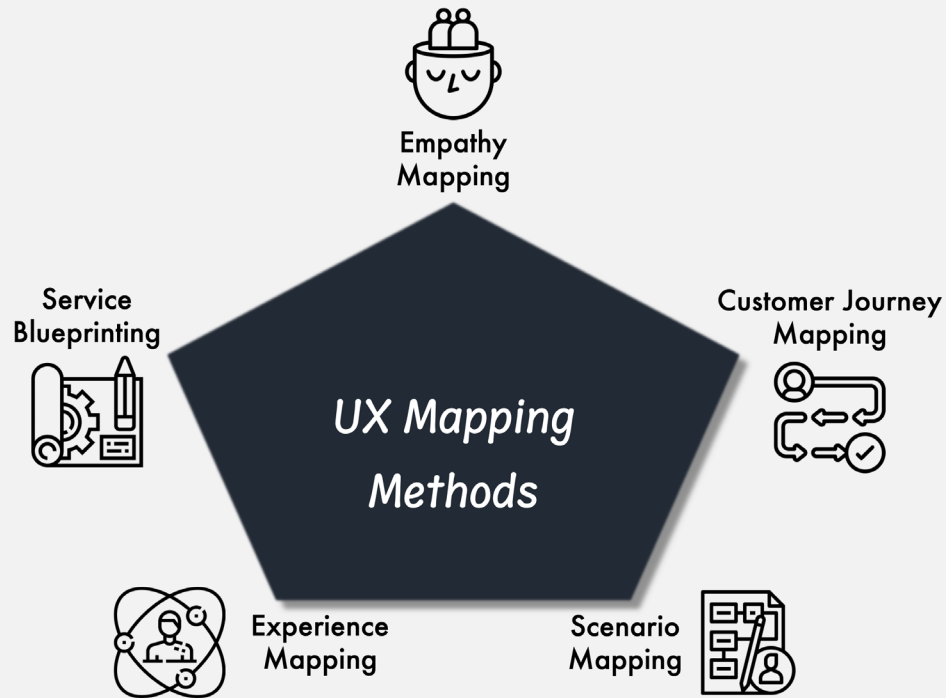 Empathy
Mapping
Service
Blueprinting
Customer Journey
Mapping
UX Mapping
Methods
Experience
Mapping
Scenario
Mapping